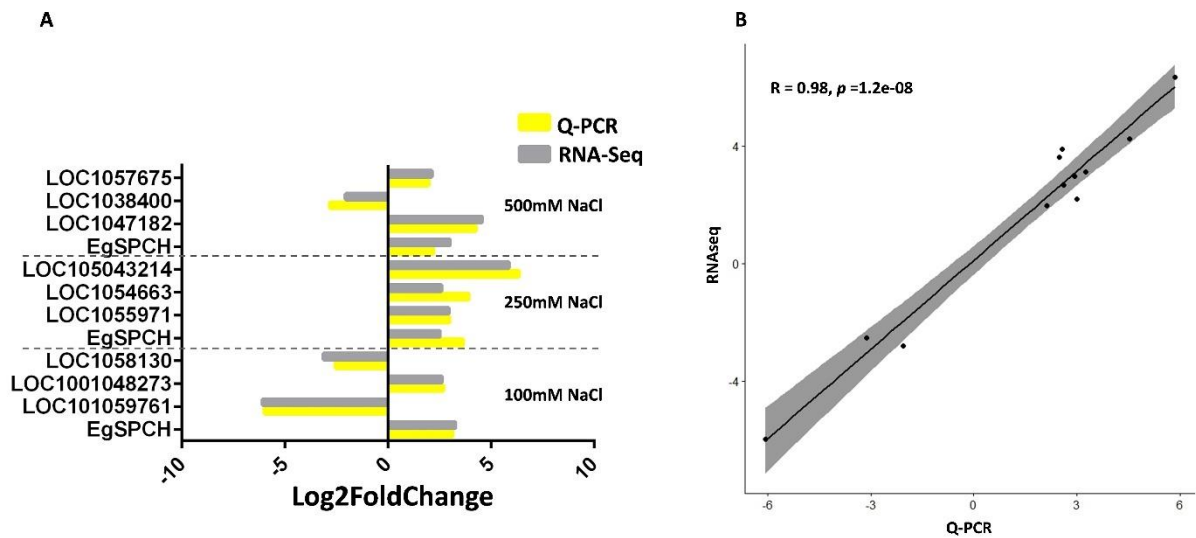 A
Q-PCR
RNA-Seq
LOC1057675
LOC1038400
LOC1047182
EgSPCH
500mM NaCl
LOC105043214
LOC1054663
LOC1055971
EgSPCH
250mM NaCl
LOC1058130
LOC1001048273
LOC101059761
EgSPCH
100mM NaCl
-10
-5
0
5
10
Log2FoldChange
B
R = 0.98, p =1.2e-08
4
0
-4
RNAseq
-6
-3
0
3
6
Q-PCR